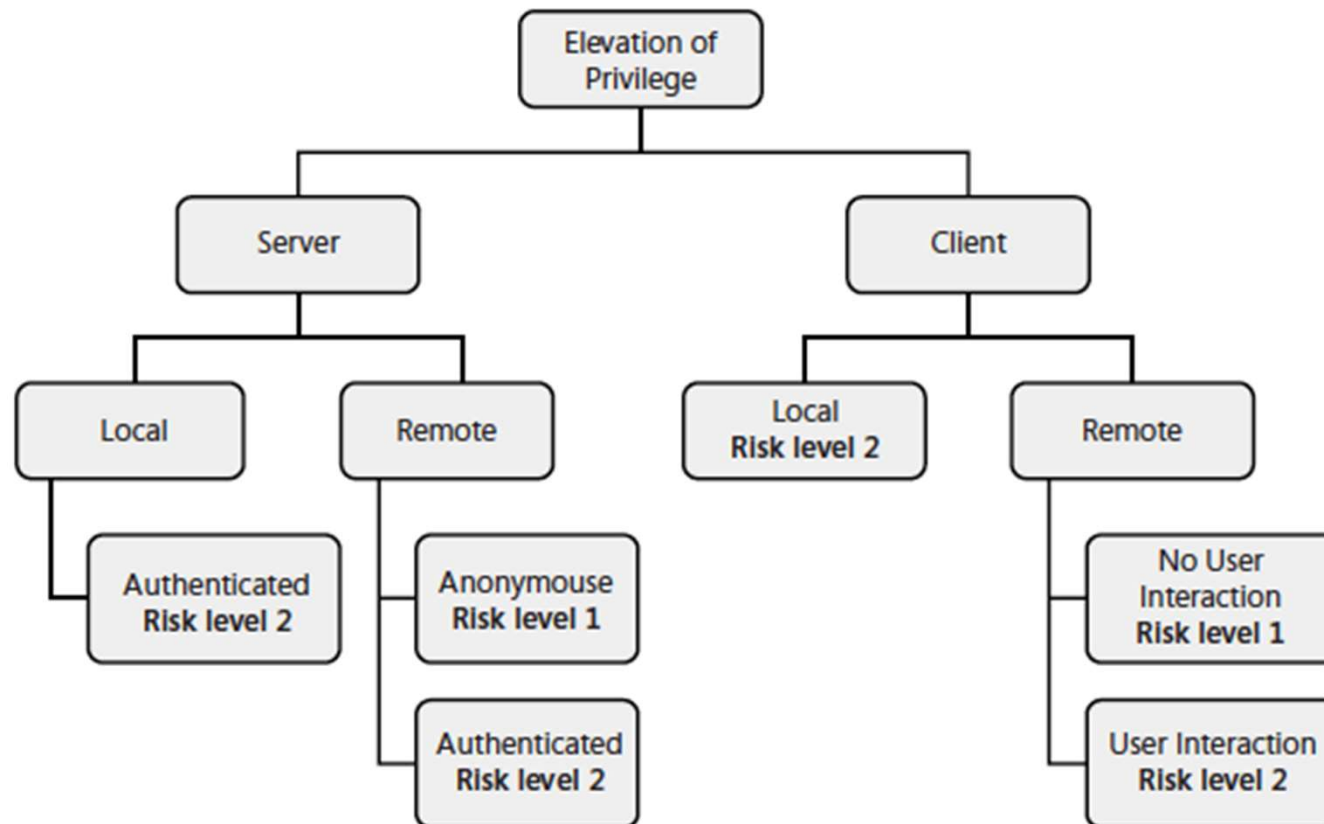 Elevation of
Privilege
Server
Client
Local
Remote
Local
Risk level 2
Remote
Authenticated
Risk level 2
Anonymouse
Risk level 1
No User
Interaction
Risk level 1
Authenticated
Risk level 2
User Interaction
Risk level 2